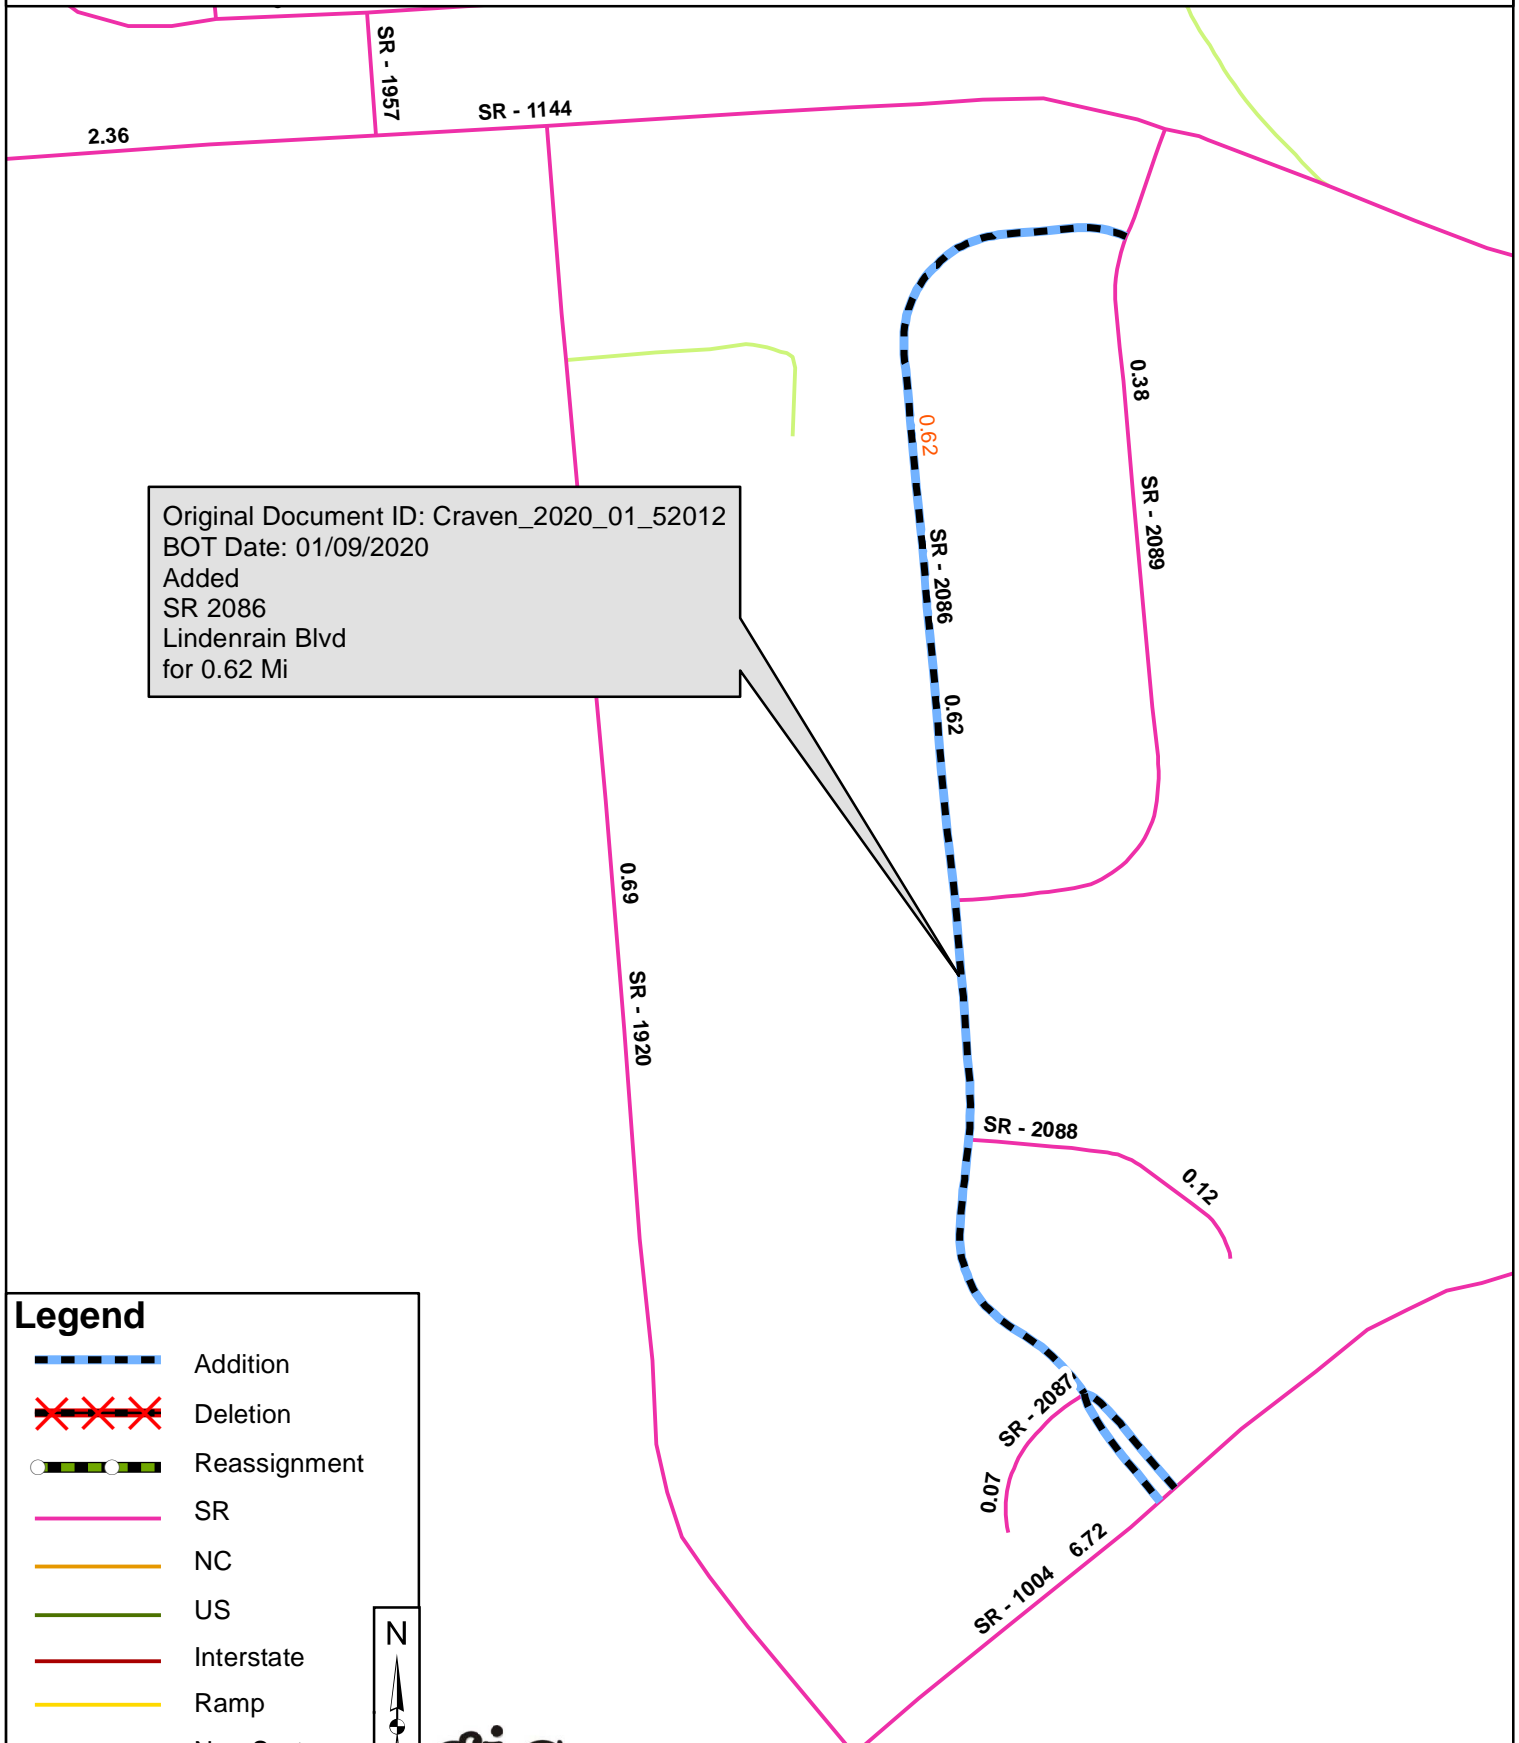 SR - 1957
SR - 1144
2.36
0.38
0.62
SR - 2089
Original Document ID: Craven_2020_01_52012
BOT Date: 01/09/2020
Added
SR 2086
Lindenrain Blvd
for 0.62 Mi
SR - 2086
0.62
0.69
SR - 1920
SR - 2088
0.12
SR - 2087
0.07
6.72
SR - 1004
Legend
Addition
Deletion
Reassignment
SR
NC
US
Interstate
Ramp
N